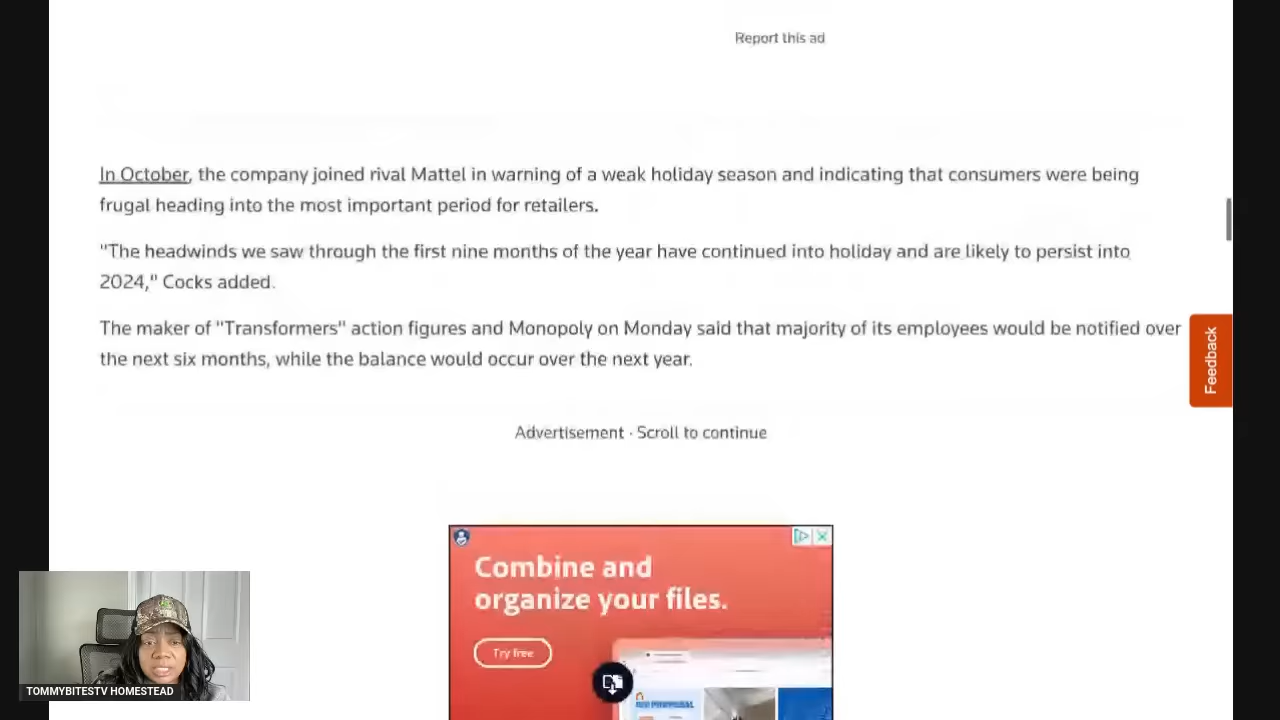 Report this ad
In October, the company joined rival Mattel in warning of a weak holiday season and indicating that consumers were being
frugal heading into the most important period for retailers.
"The headwinds we saw through the first nine months of the year have continued into holiday and are likely to persist into
2024," Cocks added.
The maker of "Transformers" action figures and Monopoly on Monday said that majority of its employees would be notified over
the next six months, while the balance would occur over the next year.
Feedback
Advertisement · Scroll to continue
Combine and
organize your files.
Try free
TOMMYBITESTV HOMESTEAD